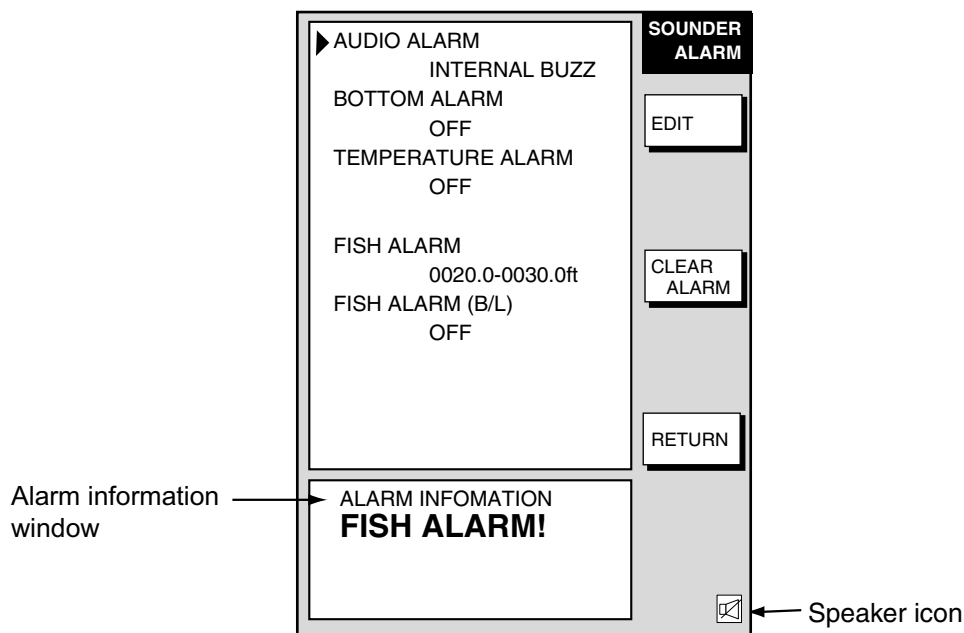 AUDIO ALARM
INTERNAL BUZZ
BOTTOM ALARM
OFF
TEMPERATURE ALARM
OFF
FISH ALARM
0020.0-0030.0ft
FISH ALARM (B/L)
OFF
SOUNDER
ALARM
EDIT
CLEAR
ALARM
RETURN
Alarm information
window
ALARM INFOMATION
FISH ALARM!
Speaker icon